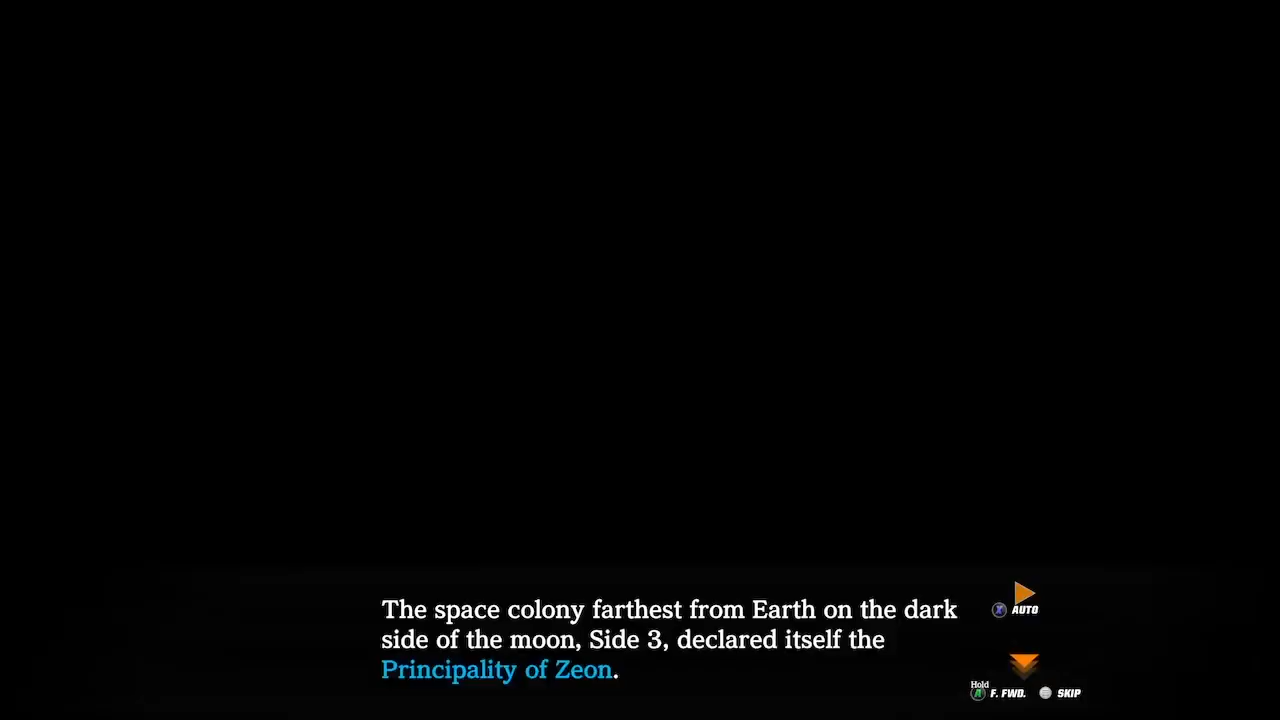 The space colony farthest from Earth on the dark
side of the moon, Side 3, declared itself the
Principality of Zeon.
X AUTO
Hold
A F. FWD. SKIP